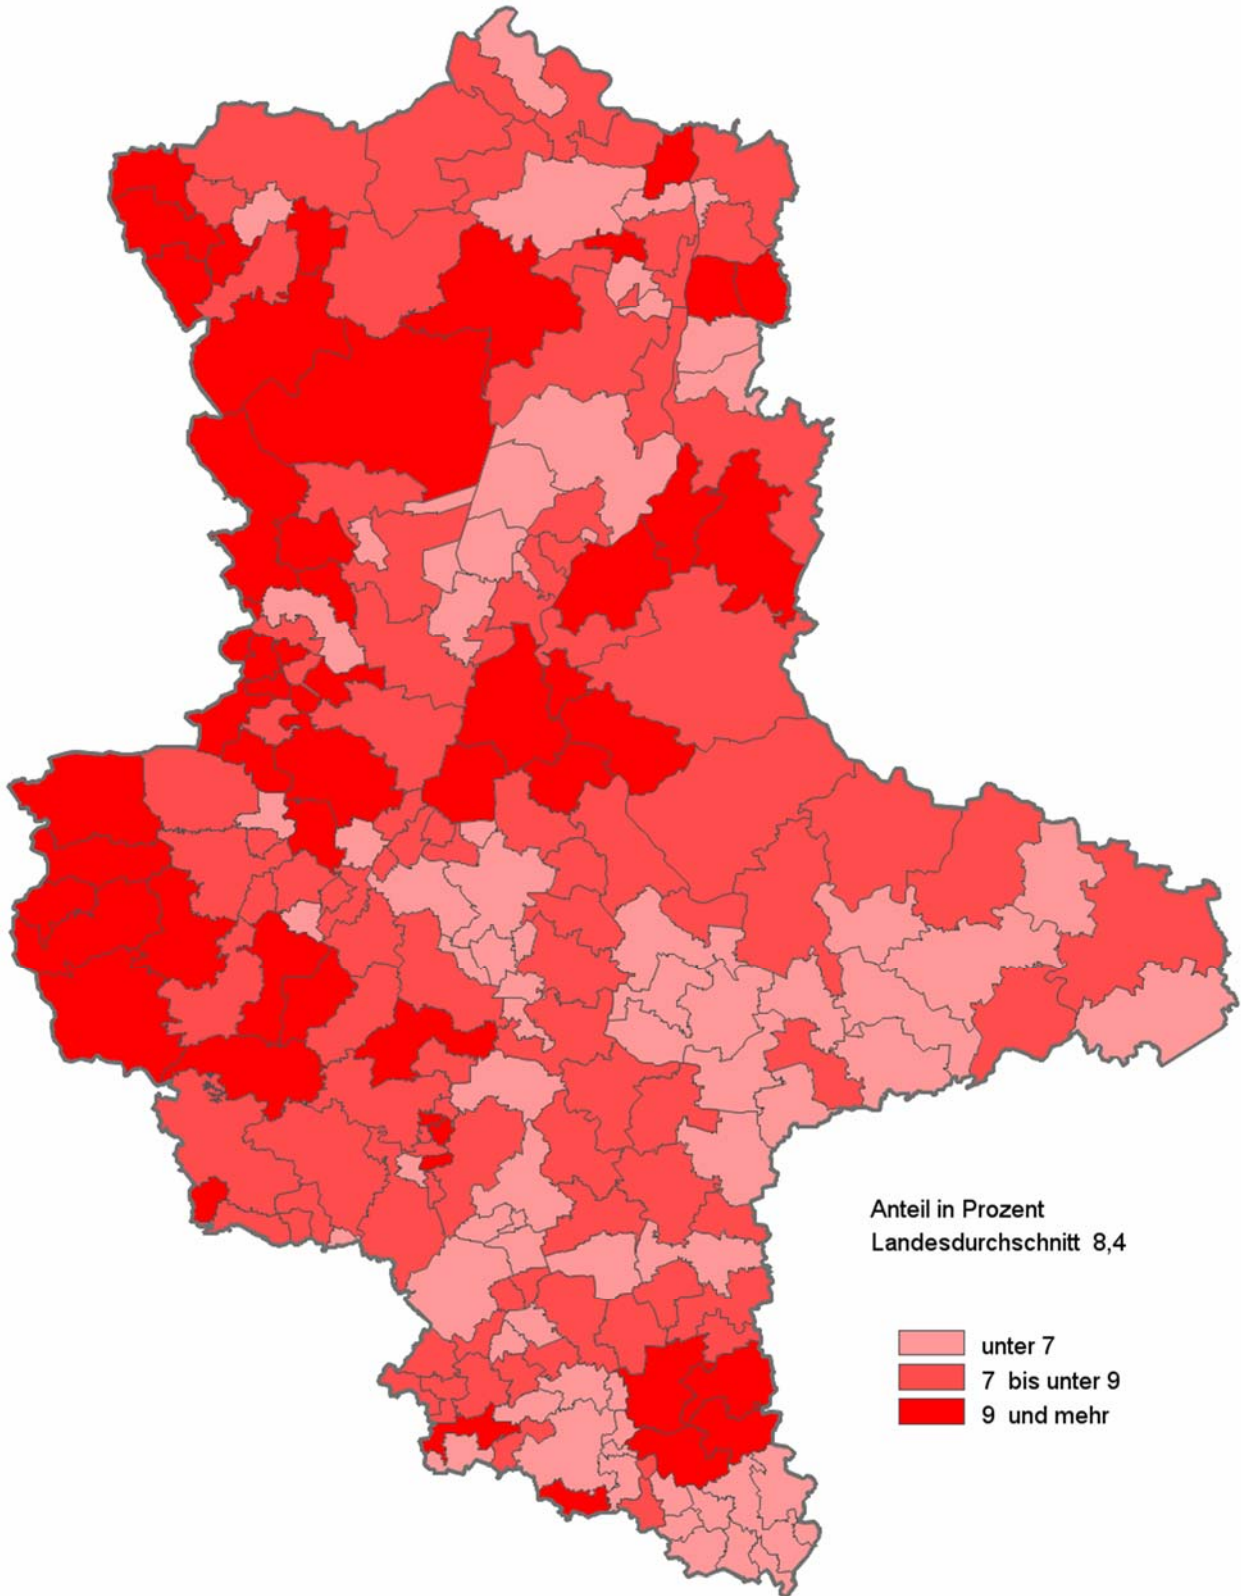 Anteil in Prozent
Landesdurchschnitt 8,4
unter 7
7 bis unter 9
9 und mehr